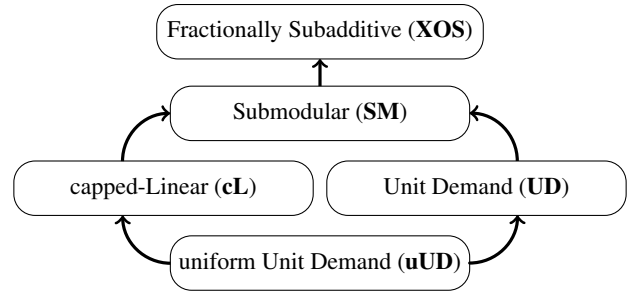 Fractionally Subadditive (XOS)
Submodular (SM)
capped-Linear (cL)
Unit Demand (UD)
uniform Unit Demand (uUD)